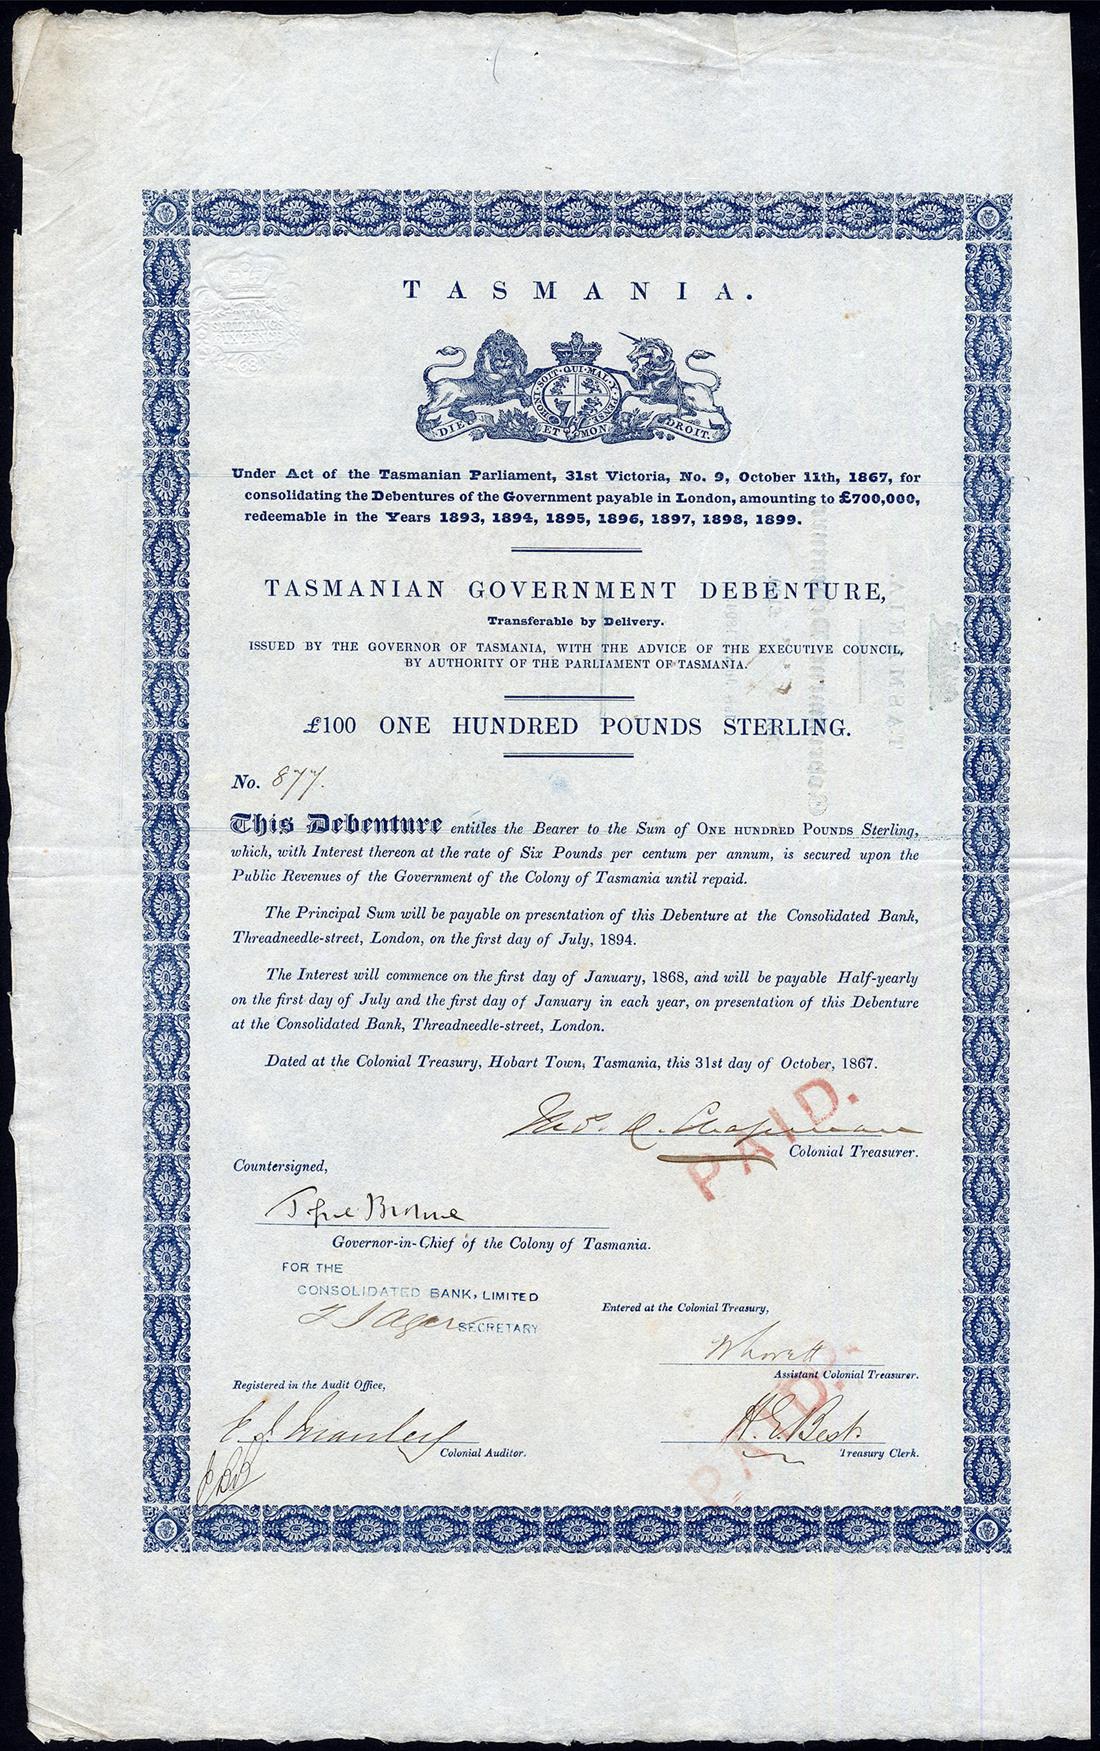 TWO
SHILLINGS
SIXPENCE
TASMANIA.
HONI·SOIT·QUI·MAL·Y·PENSE
DIEU ET MON DROIT.
Under Act of the Tasmanian Parliament, 31st Victoria, No. 9, October 11th, 1867, for
consolidating the Debentures of the Government payable in London, amounting to £700,000,
redeemable in the Years 1893, 1894, 1895, 1896, 1897, 1898, 1899.
TASMANIAN GOVERNMENT DEBENTURE,
Transferable by Delivery.
ISSUED BY THE GOVERNOR OF TASMANIA, WITH THE ADVICE OF THE EXECUTIVE COUNCIL,
BY AUTHORITY OF THE PARLIAMENT OF TASMANIA.
£100 ONE HUNDRED POUNDS STERLING.
No. 877.
This Debenture entitles the Bearer to the Sum of ONE HUNDRED POUNDS Sterling,
which, with Interest thereon at the rate of Six Pounds per centum per annum, is secured upon the
Public Revenues of the Government of the Colony of Tasmania until repaid.
The Principal Sum will be payable on presentation of this Debenture at the Consolidated Bank,
Threadneedle-street, London, on the first day of July, 1894.
The Interest will commence on the first day of January, 1868, and will be payable Half-yearly
on the first day of July and the first day of January in each year, on presentation of this Debenture
at the Consolidated Bank, Threadneedle-street, London.
Dated at the Colonial Treasury, Hobart Town, Tasmania, this 31st day of October, 1867.
Thos. D. Chapman
PAID.
Colonial Treasurer.
Countersigned,
T Gore Browne
Governor-in-Chief of the Colony of Tasmania.
FOR THE
CONSOLIDATED BANK, LIMITED
SECRETARY
Entered at the Colonial Treasury,
W Lovett
Assistant Colonial Treasurer.
PAID.
Registered in the Audit Office,
H. E. Best
Colonial Auditor.
Treasury Clerk.